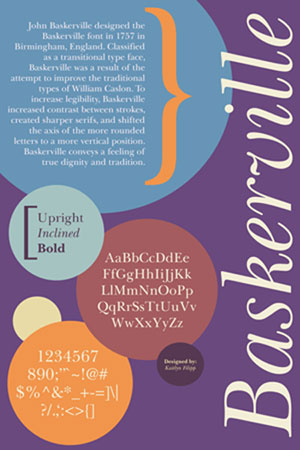 John Baskerville designed the
Baskerville font in 1757 in
Birmingham, England. Classified
as a transitional type face,
Baskerville was a result of the
attempt to improve the traditional
types of William Caslon. To
increase legibility, Baskerville
increased contrast between strokes,
created sharper serifs, and shifted
the axis of the more rounded
letters to a more vertical position.
Baskerville conveys a feeling of
true dignity and tradition.
}
Baskerville
[
Upright
Inclined
Bold
AaBbCcDdEe
FfGgHhIiJjKk
LlMmNnOoPp
QqRrSsTtUuVv
WwXxYyZz
1234567
890;'"`~!@#
$%^&*_+-=]\|
?/.,;:<>{}
Designed by:
Kaitlyn Filipp